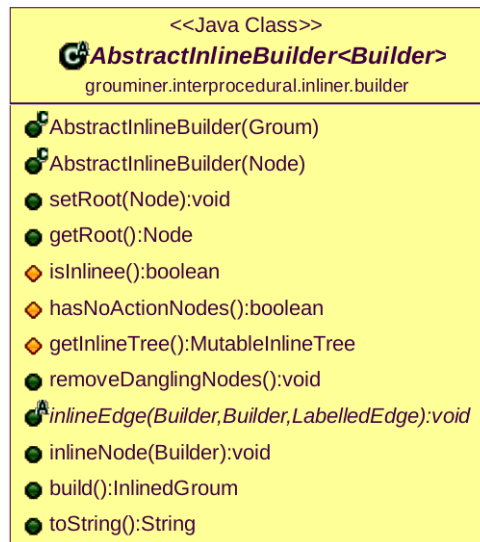 <<Java Class>>
AbstractInlineBuilder<Builder>
grouminer.interprocedural.inliner.builder
AbstractInlineBuilder(Groum)
AbstractInlineBuilder(Node)
setRoot(Node):void
getRoot():Node
isInlinee():boolean
hasNoActionNodes():boolean
getInlineTree():MutableInlineTree
removeDanglingNodes():void
inlineEdge(Builder,Builder,LabelledEdge):void
inlineNode(Builder):void
build():InlinedGroum
toString():String